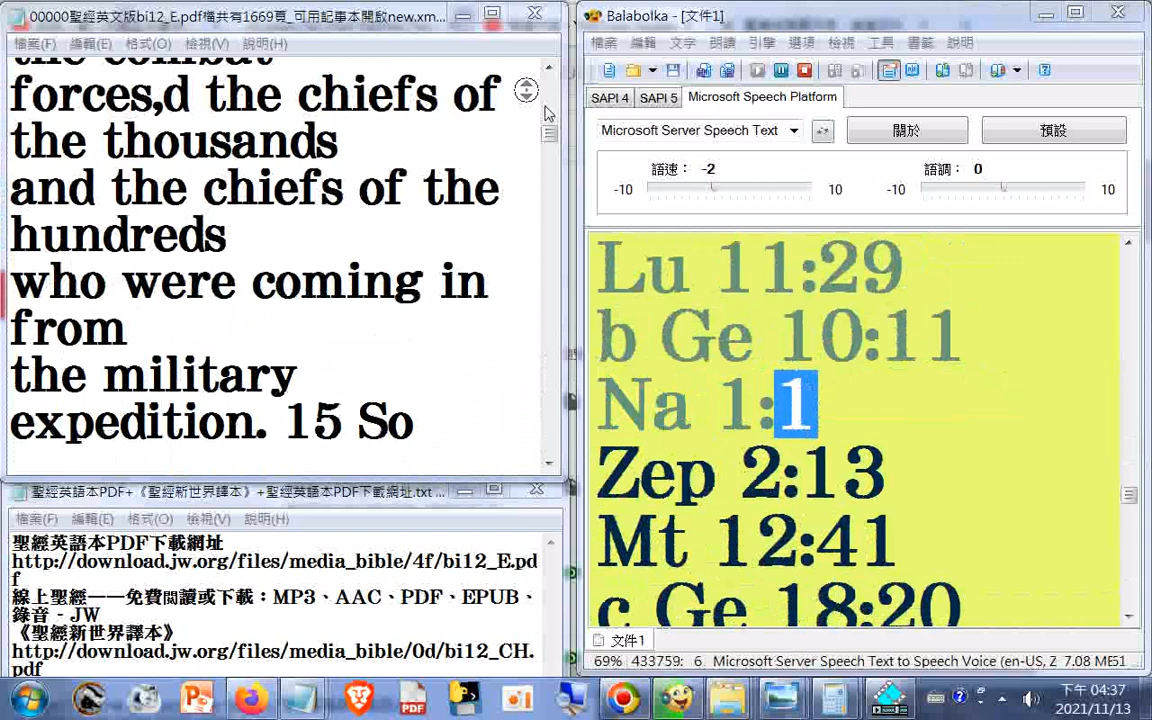 00000聖經英文版bi12_E.pdf檔共有1669頁_可用記事本開啟new.xm...
檔案(F) 編輯(E) 格式(O) 檢視(V) 說明(H)
the combat
forces,d the chiefs of
the thousands
and the chiefs of the
hundreds
who were coming in
from
the military
expedition. 15 So
聖經英語本PDF+《聖經新世界譯本》+聖經英語本PDF下載網址.txt ...
檔案(F) 編輯(E) 格式(O) 檢視(V) 說明(H)
聖經英語本PDF下載網址
http://download.jw.org/files/media_bible/4f/bi12_E.pd
f
線上聖經——免費閱讀或下載：MP3、AAC、PDF、EPUB、
錄音 - JW
《聖經新世界譯本》
http://download.jw.org/files/media_bible/0d/bi12_CH.
pdf
Balabolka - [文件1]
檔案 編輯 文字 朗讀 引擎 選項 檢視 工具 書籤 說明
SAPI 4 SAPI 5 Microsoft Speech Platform
Microsoft Server Speech Text 關於 預設
語速： -2 語調： 0
-10 10 -10 10
Lu 11:29
b Ge 10:11
Na 1:1
Zep 2:13
Mt 12:41
c Ge 18:20
文件1
69% 433759: 6 Microsoft Server Speech Text to Speech Voice (en-US, Z 7.08 ME51
下午 04:37
2021/11/13